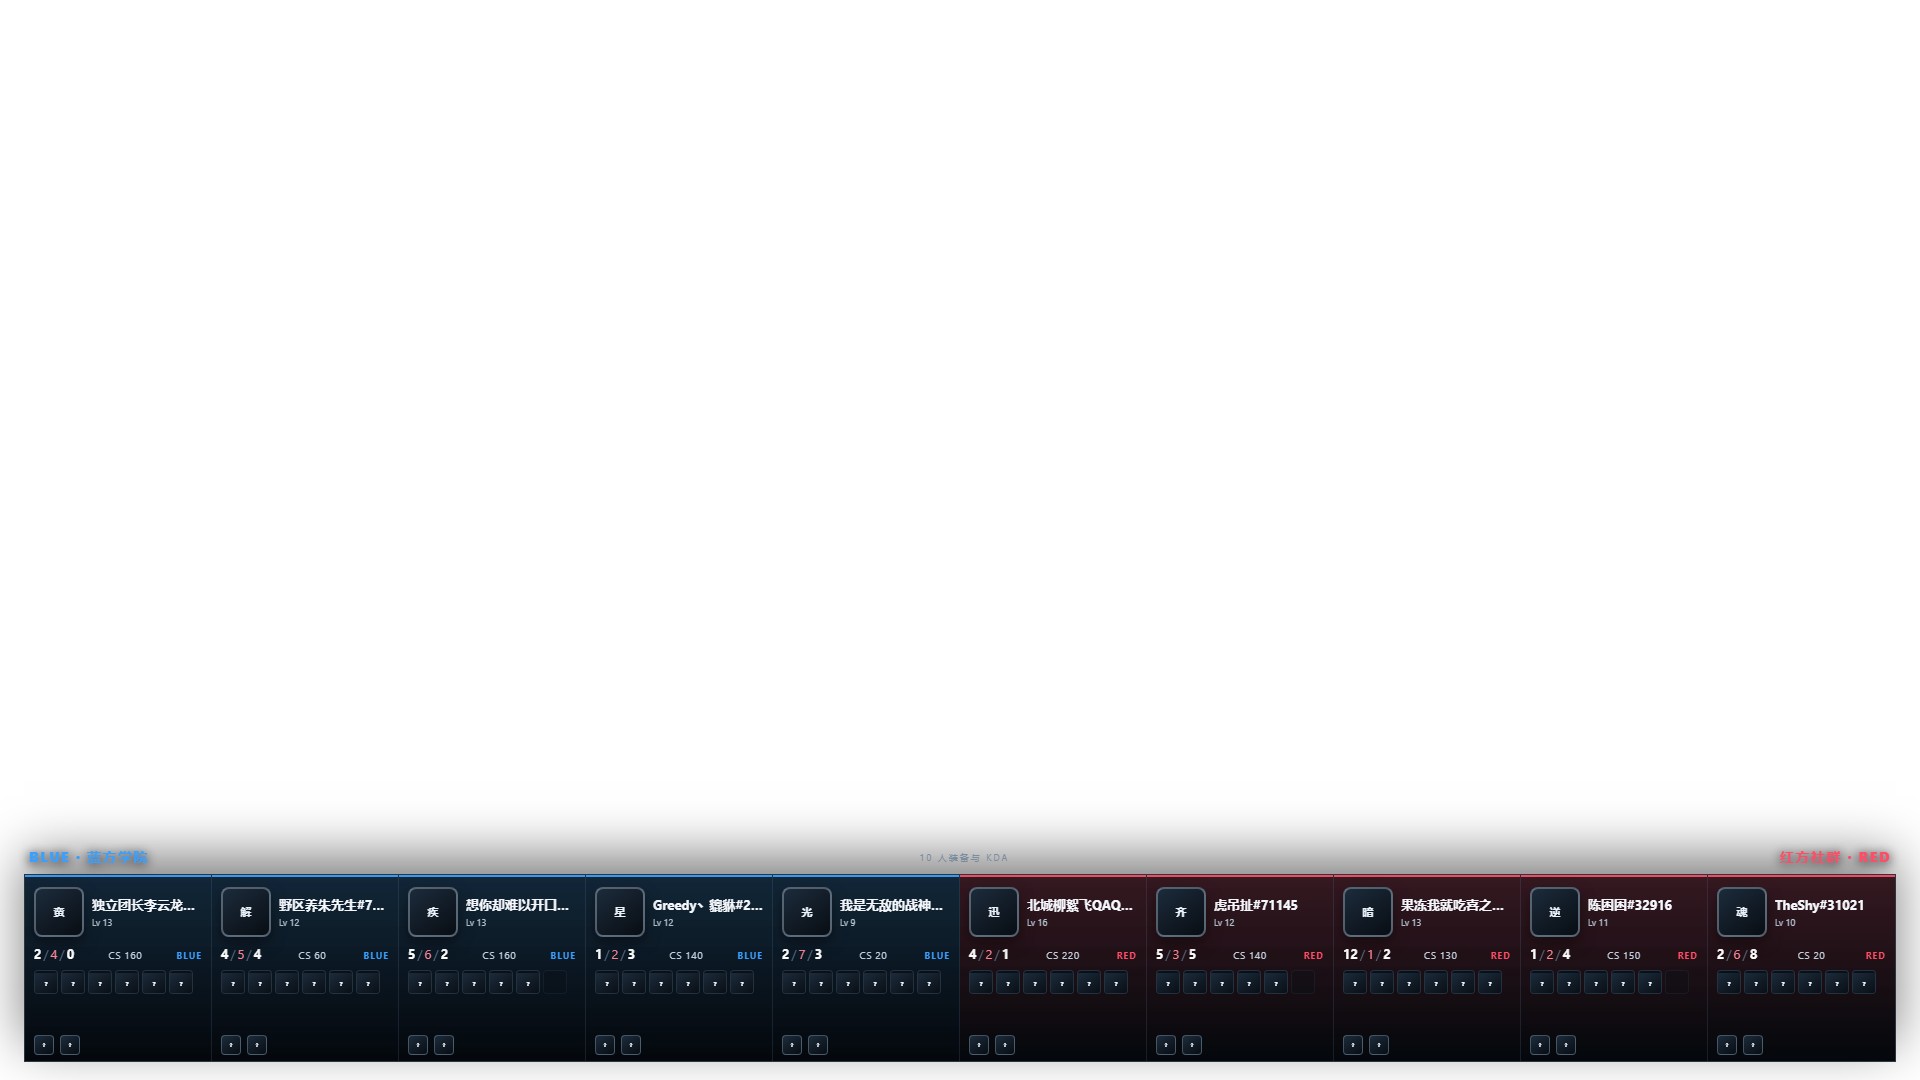 BLUE · 蓝方学院
10 人装备与 KDA
红方社群 · RED
蛮
独立团长李云龙...
Lv 13
2/4/0 CS 160 BLUE
解
野区养朱先生#7...
Lv 12
4/5/4 CS 60 BLUE
疾
想你却难以开口...
Lv 13
5/6/2 CS 160 BLUE
星
Greedy丶貔貅#2...
Lv 12
1/2/3 CS 140 BLUE
光
我是无敌的战神...
Lv 9
2/7/3 CS 20 BLUE
迅
北城柳絮飞QAQ...
Lv 16
4/2/1 CS 220 RED
齐
虎吊扯#71145
Lv 12
5/3/5 CS 140 RED
暗
果冻我就吃喜之...
Lv 13
12/1/2 CS 130 RED
逆
陈困困#32916
Lv 11
1/2/4 CS 150 RED
魂
TheShy#31021
Lv 10
2/6/8 CS 20 RED